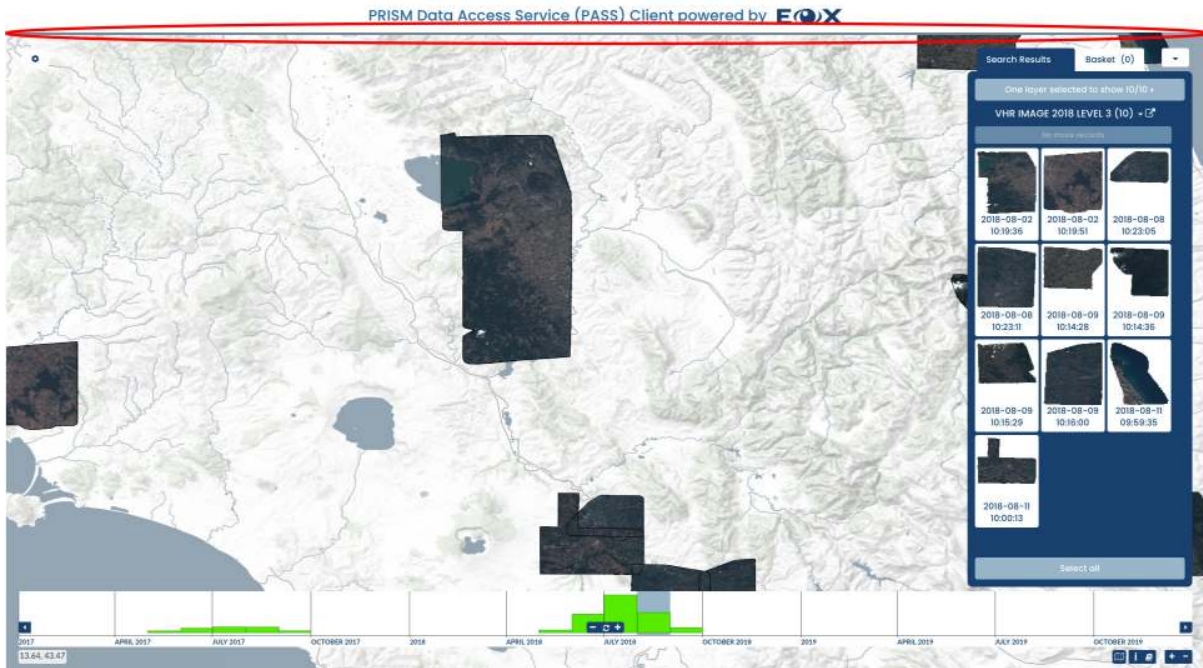 PRISM Data Access Service (PASS) Client powered by EOX
Search Results
Basket (0)
One layer selected to show 10/10
VHR IMAGE 2018 LEVEL 3 (10)
No more records
2018-08-02
10:19:36
2018-08-02
10:19:51
2018-08-08
10:23:05
2018-08-08
10:23:11
2018-08-09
10:14:28
2018-08-09
10:14:36
2018-08-09
10:15:29
2018-08-09
10:16:00
2018-08-11
09:59:35
2018-08-11
10:00:13
Select all
2017
APRIL 2017
JULY 2017
OCTOBER 2017
2018
APRIL 2018
JULY 2018
OCTOBER 2018
2019
APRIL 2019
JULY 2019
OCTOBER 2019
13.64, 43.47